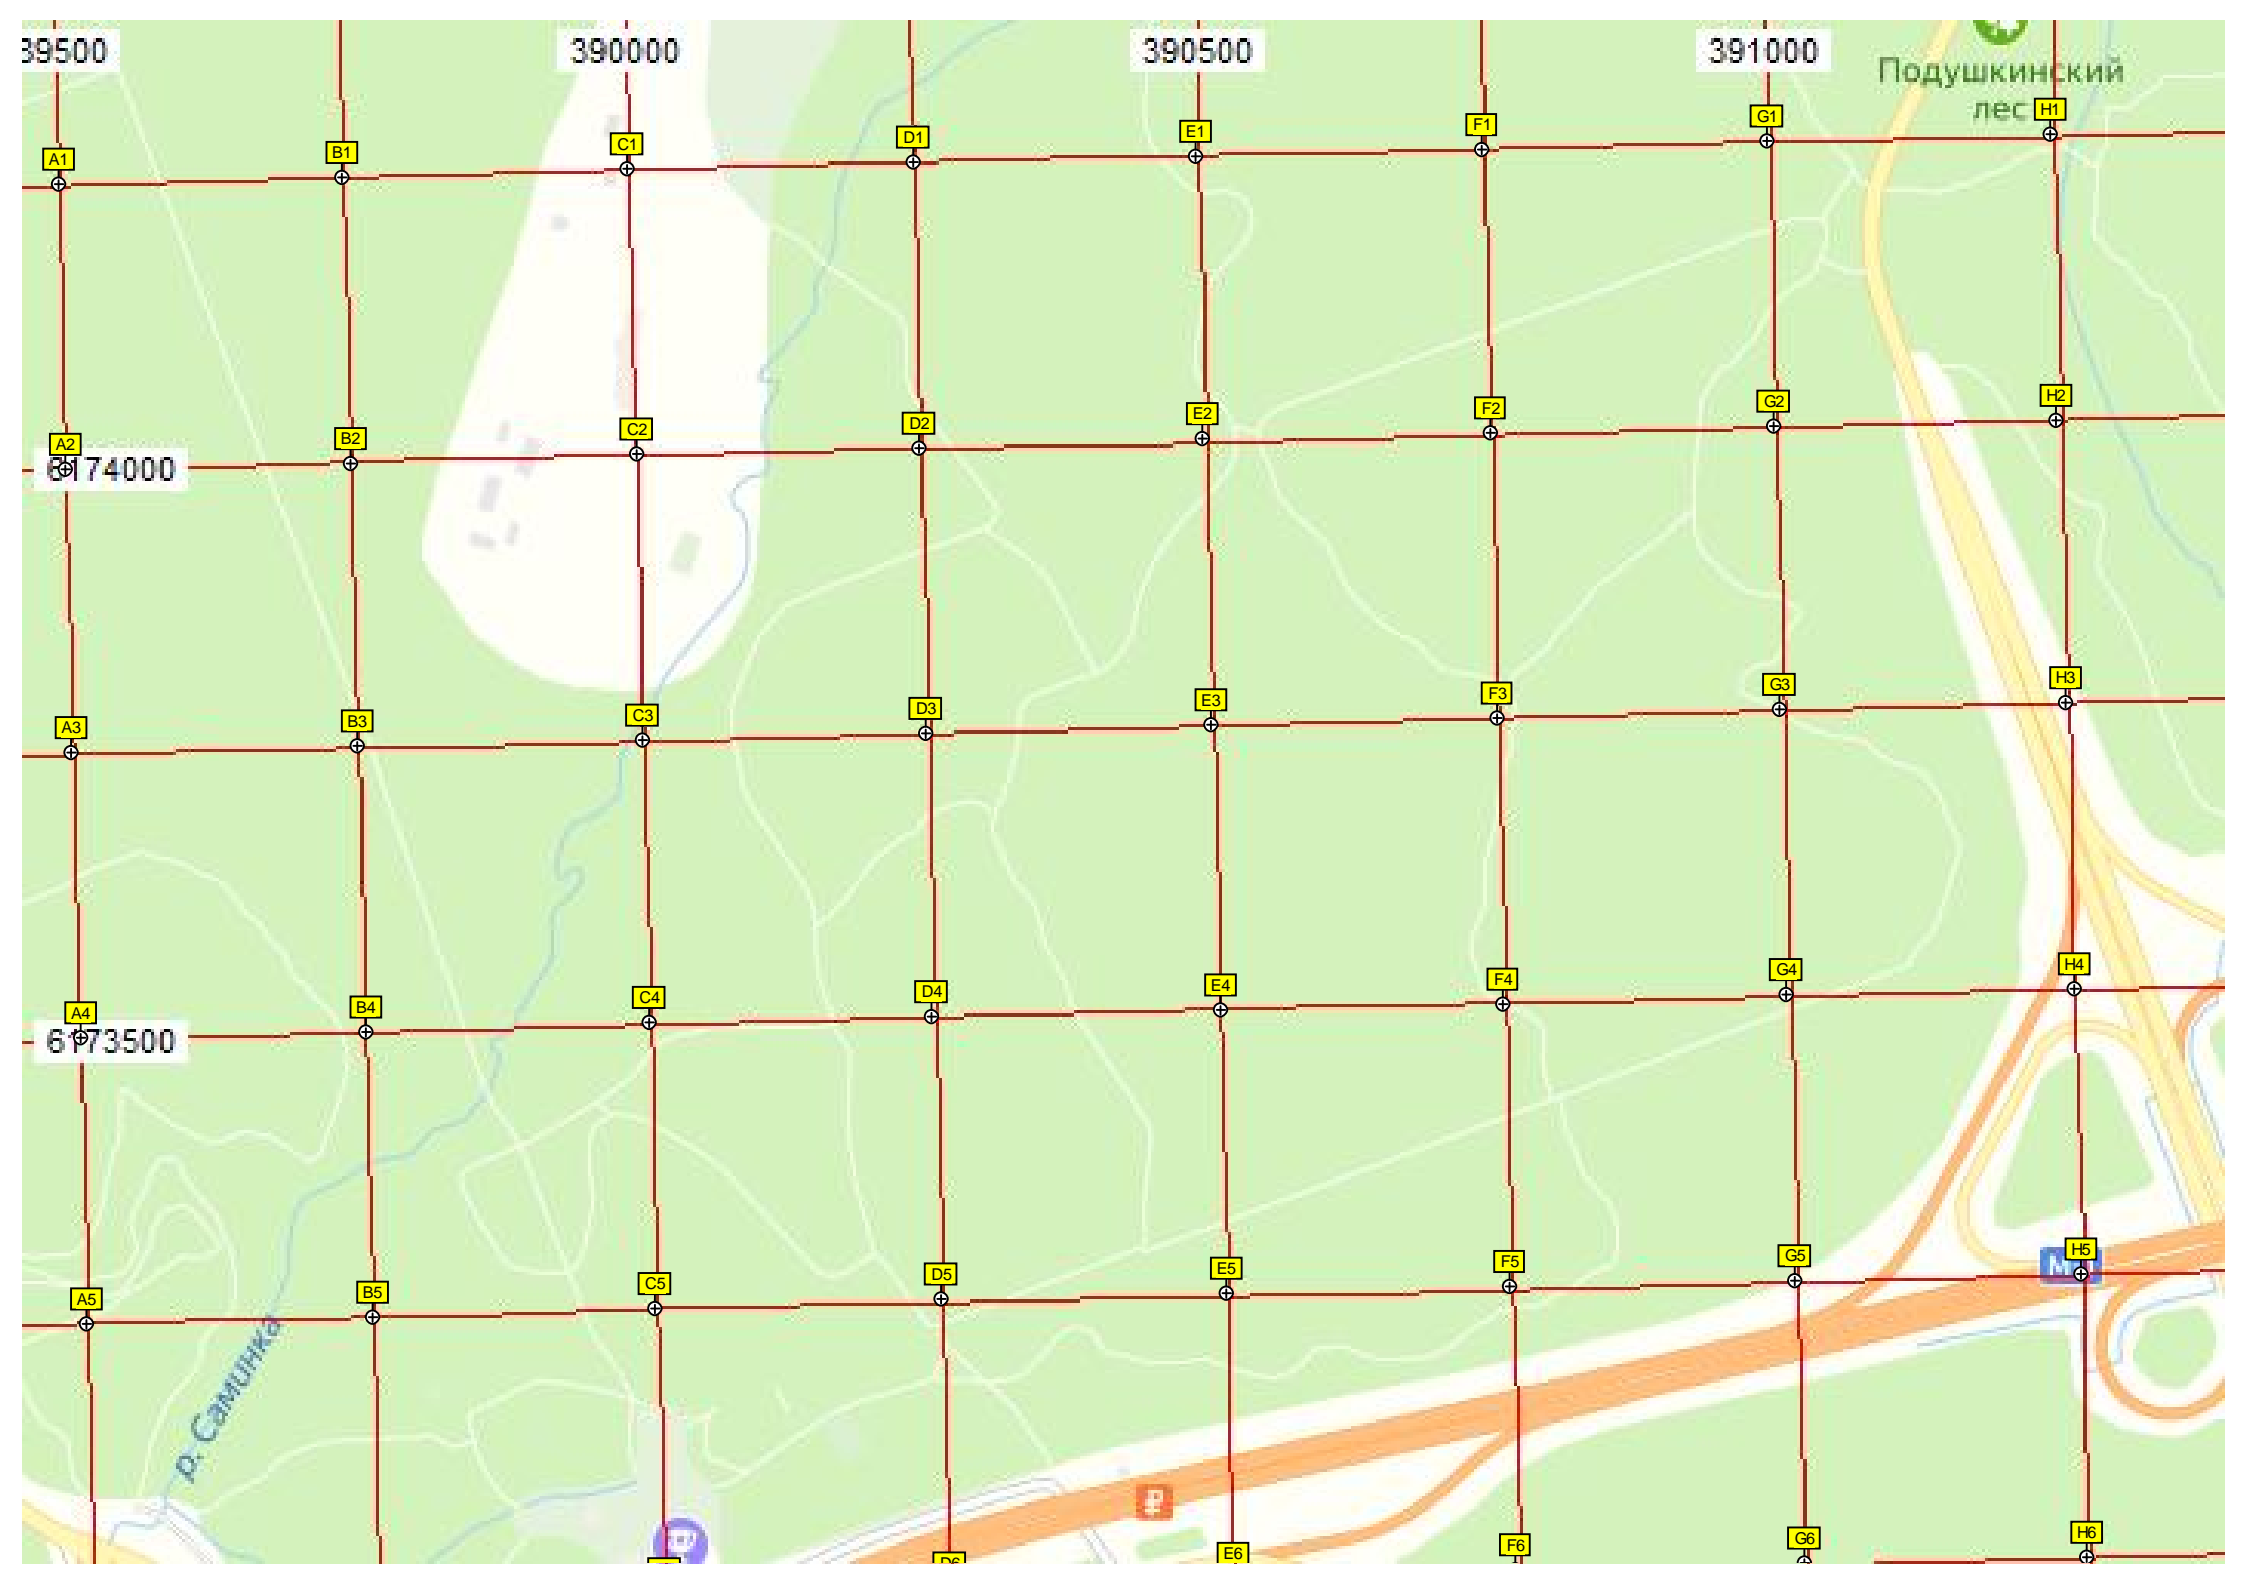 39500 390000 390500 391000
Подушкинский
лес
A1 B1 C1 D1 E1 F1 G1 H1
A2 B2 C2 D2 E2 F2 G2 H2
6174000
A3 B3 C3 D3 E3 F3 G3 H3
A4 B4 C4 D4 E4 F4 G4 H4
6173500
A5 B5 C5 D5 E5 F5 G5 H5
р. Саминка
₽
D6 E6 F6 G6 H6